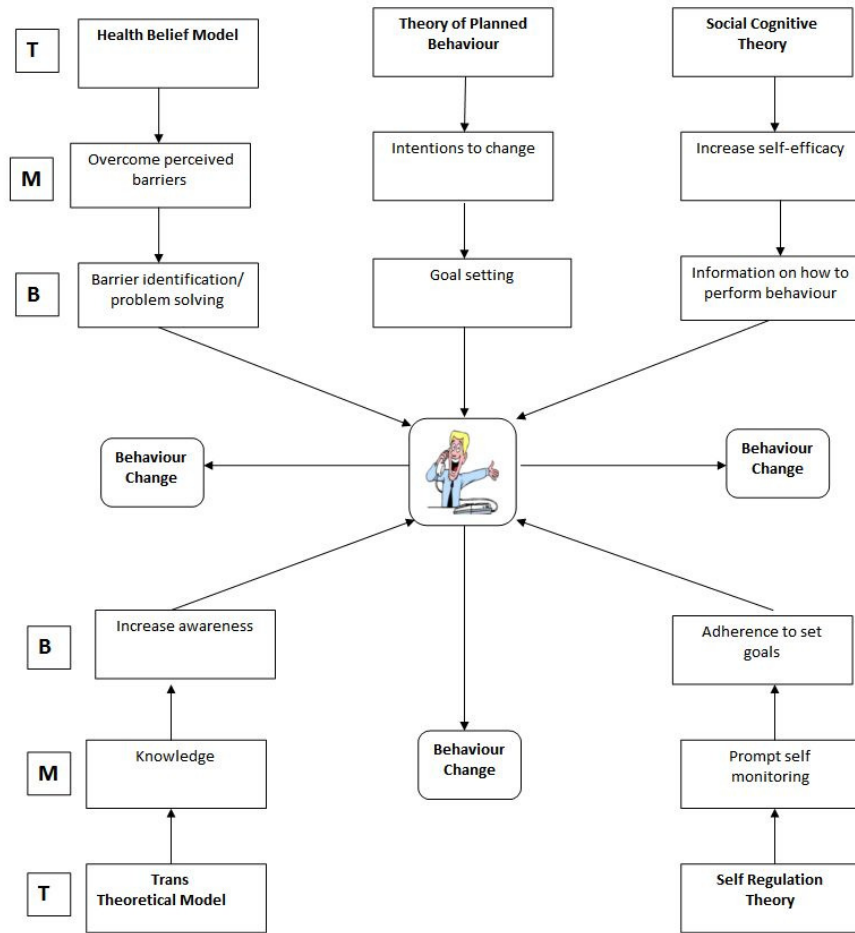 T
Health Belief Model
Theory of Planned
Behaviour
Social Cognitive
Theory
M
Overcome perceived
barriers
Intentions to change
Increase self-efficacy
B
Barrier identification/
problem solving
Goal setting
Information on how to
perform behaviour
Behaviour
Change
Behaviour
Change
B
Increase awareness
Adherence to set
goals
M
Knowledge
Behaviour
Change
Prompt self
monitoring
T
Trans
Theoretical Model
Self Regulation
Theory